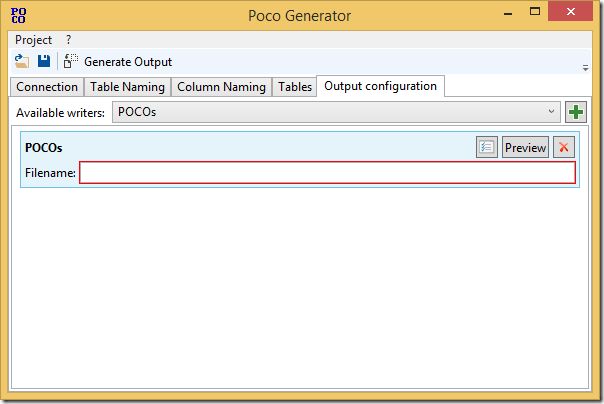 PO
CO
Poco Generator
Project ?
Generate Output
Connection Table Naming Column Naming Tables Output configuration
Available writers: POCOs
POCOs Preview
Filename: